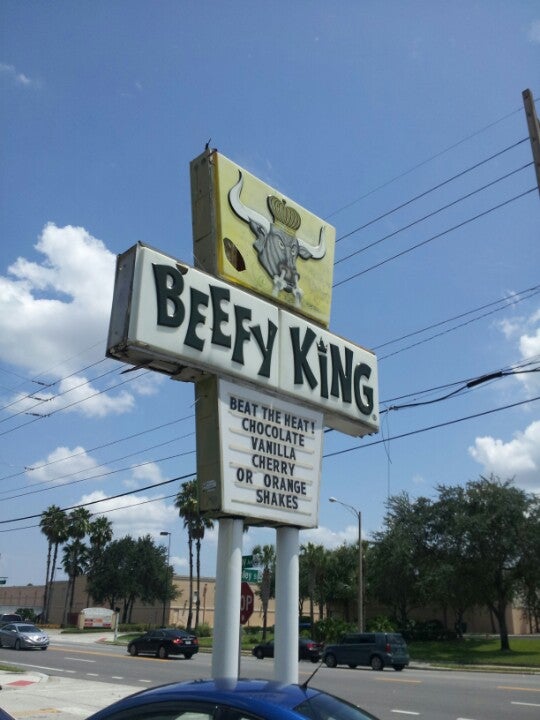 BEEFY KING
BEAT THE HEAT!
CHOCOLATE
VANILLA
CHERRY
OR ORANGE
SHAKES